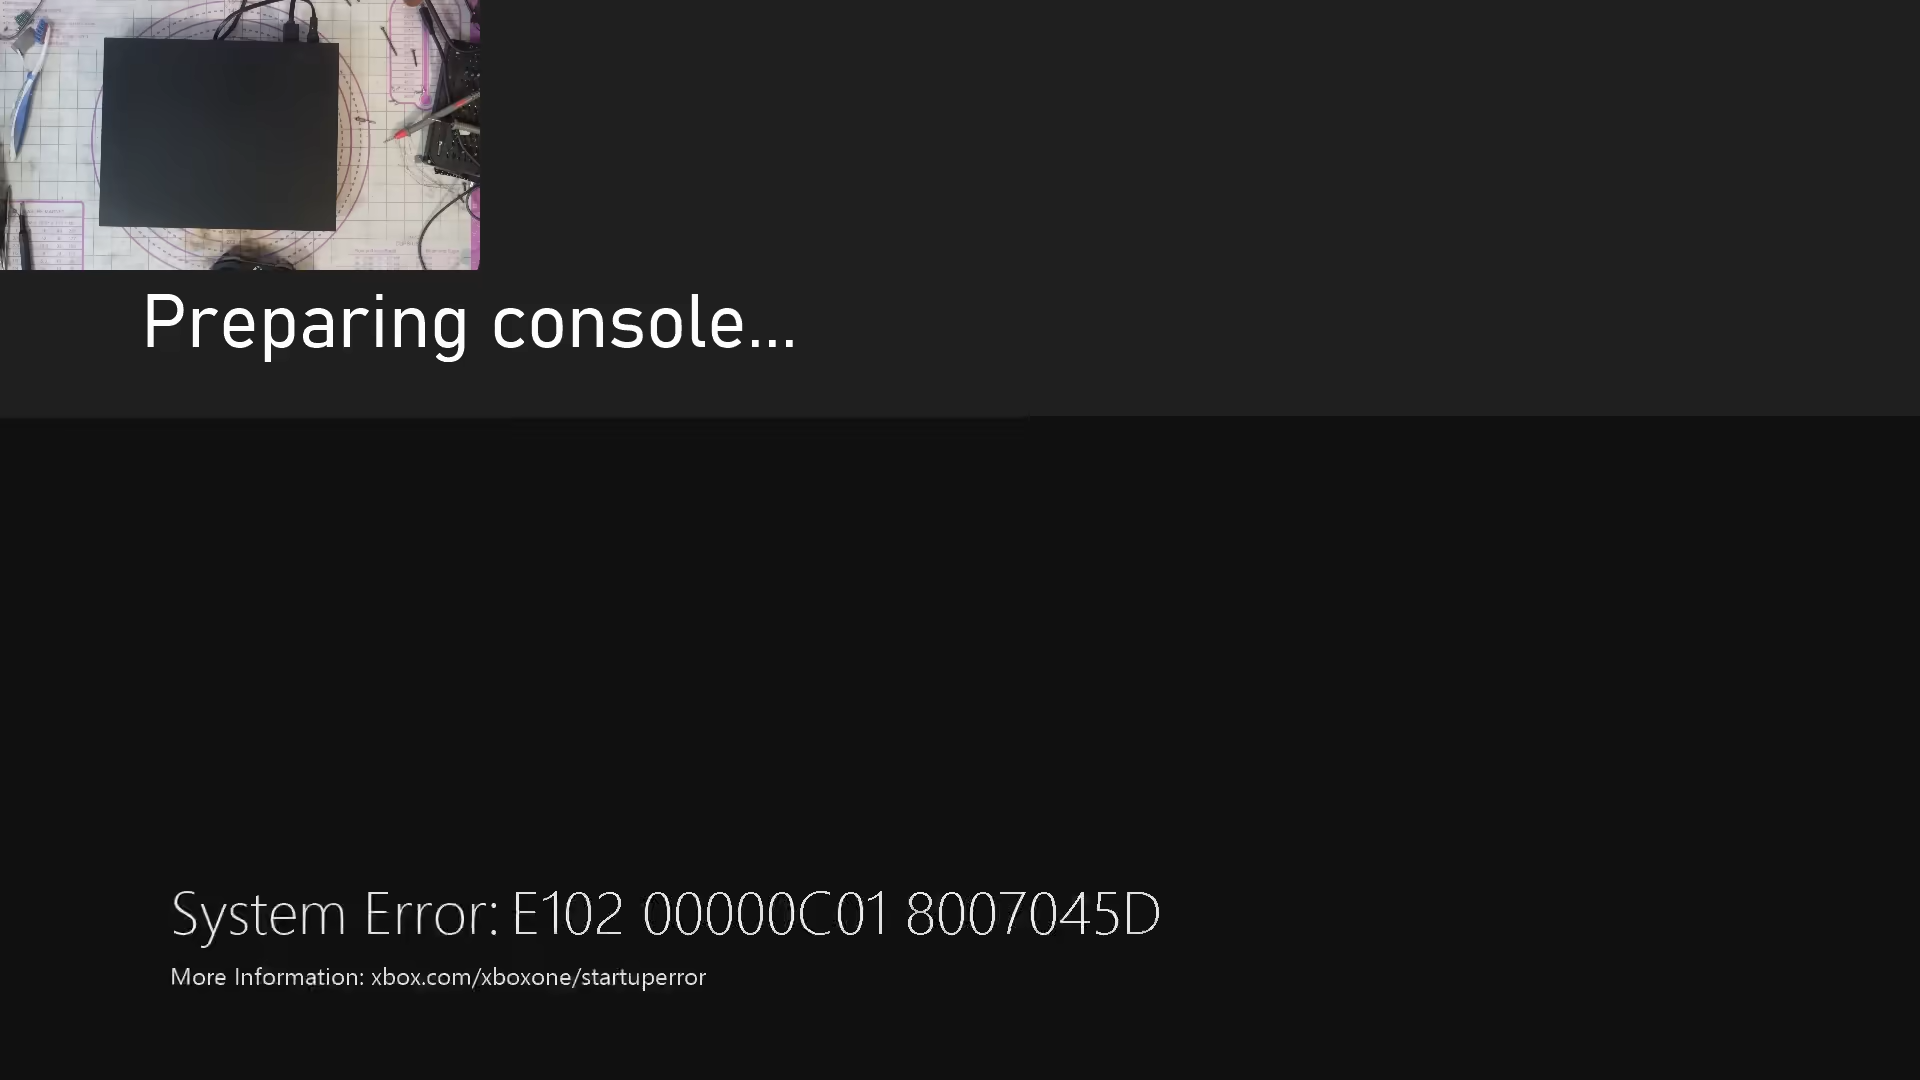 Preparing console...
System Error: E102 00000C01 8007045D
More Information: xbox.com/xboxone/startuperror